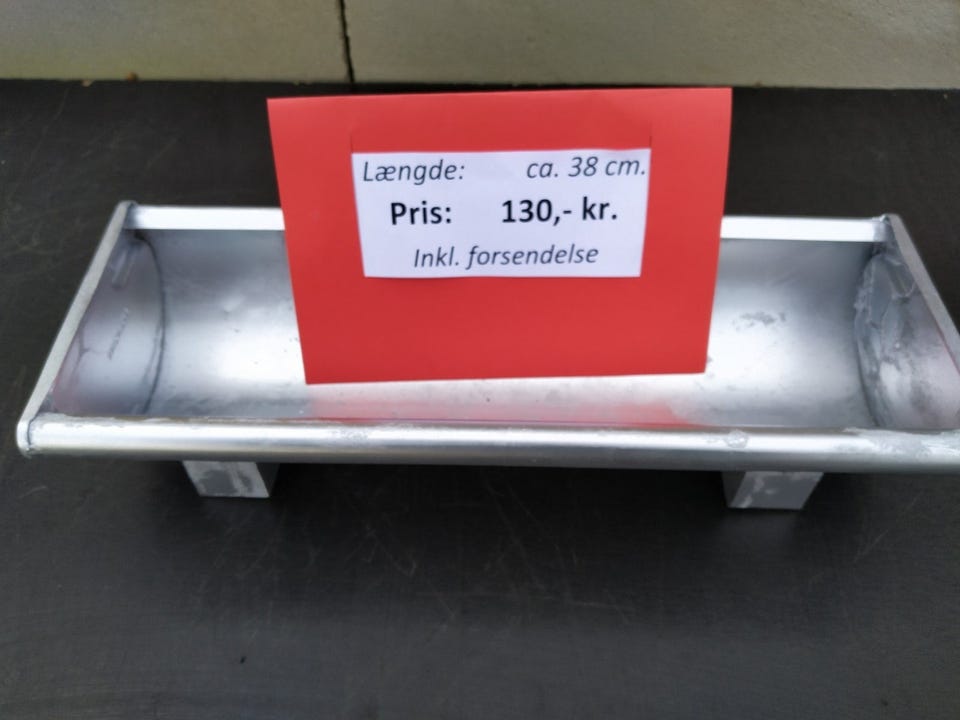 Længde: ca. 38 cm.
Pris: 130,- kr.
Inkl. forsendelse